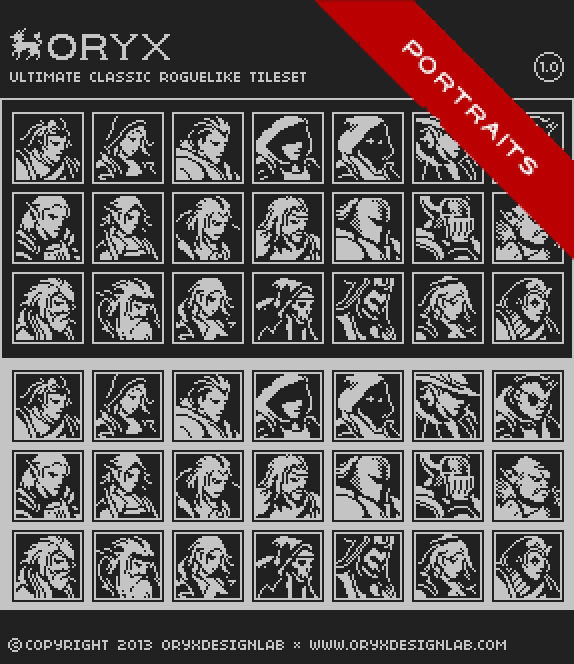 ORYX
ULTIMATE CLASSIC ROGUELIKE TILESET
PORTRAITS
1.0
©COPYRIGHT 2013 ORYXDESIGNLAB × WWW.ORYXDESIGNLAB.COM